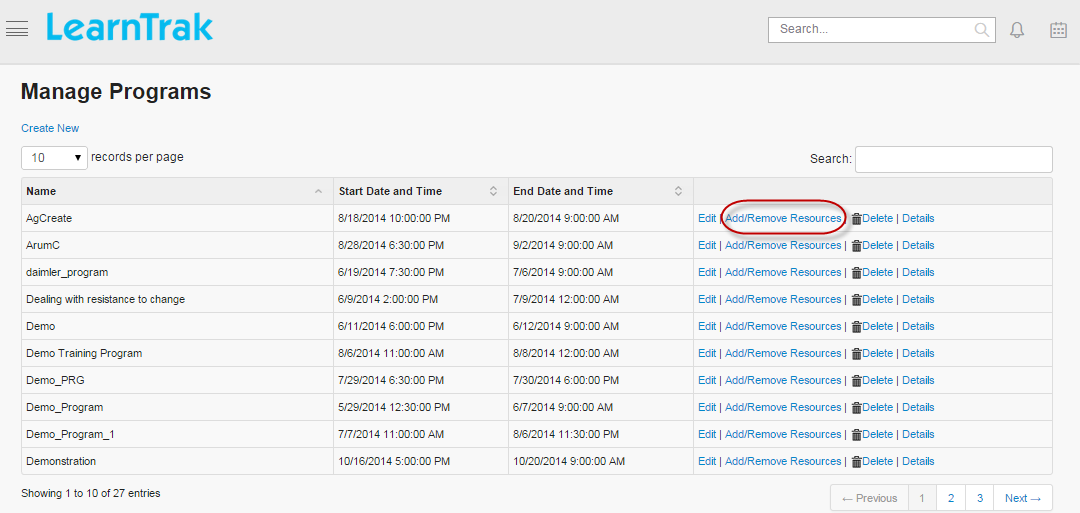 LearnTrak
Search...
Manage Programs
Create New
10 records per page
Search:
Name Start Date and Time End Date and Time
AgCreate 8/18/2014 10:00:00 PM 8/20/2014 9:00:00 AM Edit | Add/Remove Resources | Delete | Details
ArumC 8/28/2014 6:30:00 PM 9/2/2014 9:00:00 AM Edit | Add/Remove Resources | Delete | Details
daimler_program 6/19/2014 7:30:00 PM 7/6/2014 9:00:00 AM Edit | Add/Remove Resources | Delete | Details
Dealing with resistance to change 6/9/2014 2:00:00 PM 7/9/2014 12:00:00 AM Edit | Add/Remove Resources | Delete | Details
Demo 6/11/2014 6:00:00 PM 6/12/2014 9:00:00 AM Edit | Add/Remove Resources | Delete | Details
Demo Training Program 8/6/2014 11:00:00 AM 8/8/2014 12:00:00 AM Edit | Add/Remove Resources | Delete | Details
Demo_PRG 7/29/2014 6:30:00 PM 7/30/2014 6:00:00 PM Edit | Add/Remove Resources | Delete | Details
Demo_Program 5/29/2014 12:30:00 PM 6/7/2014 9:00:00 AM Edit | Add/Remove Resources | Delete | Details
Demo_Program_1 7/7/2014 11:00:00 AM 8/6/2014 11:30:00 PM Edit | Add/Remove Resources | Delete | Details
Demonstration 10/16/2014 5:00:00 PM 10/20/2014 9:00:00 AM Edit | Add/Remove Resources | Delete | Details
Showing 1 to 10 of 27 entries
← Previous 1 2 3 Next →